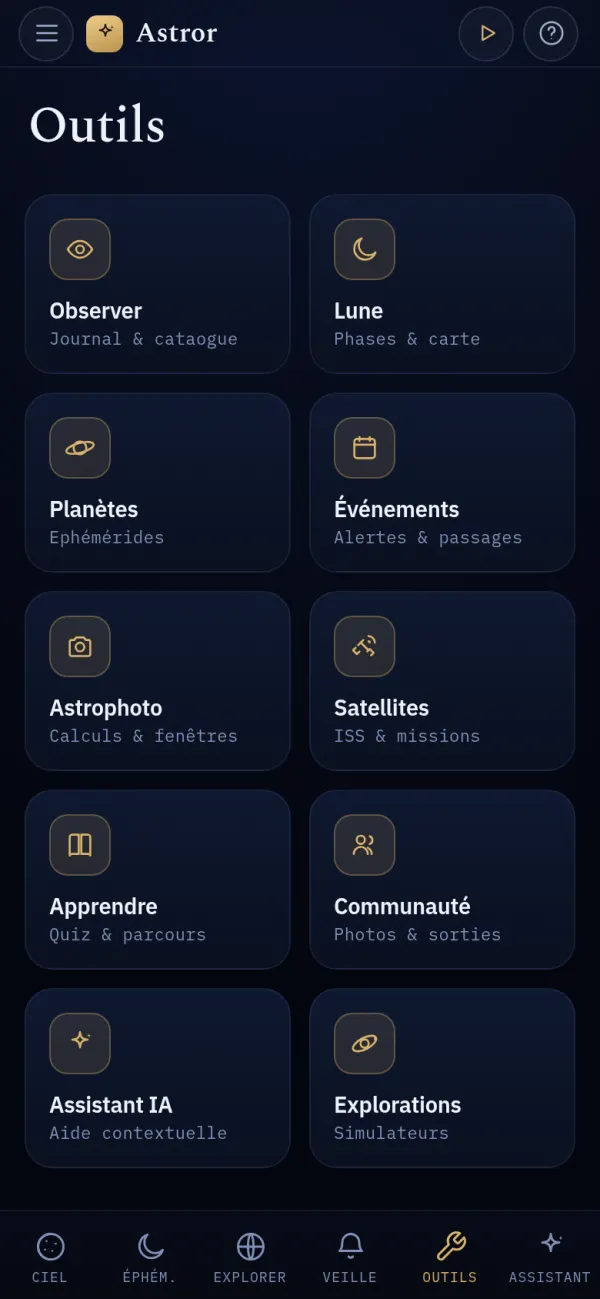 Astror
Outils
Observer
Journal & cataogue
Lune
Phases & carte
Planètes
Ephémérides
Événements
Alertes & passages
Astrophoto
Calculs & fenêtres
Satellites
ISS & missions
Apprendre
Quiz & parcours
Communauté
Photos & sorties
Assistant IA
Aide contextuelle
Explorations
Simulateurs
CIEL
ÉPHÉM.
EXPLORER
VEILLE
OUTILS
ASSISTANT